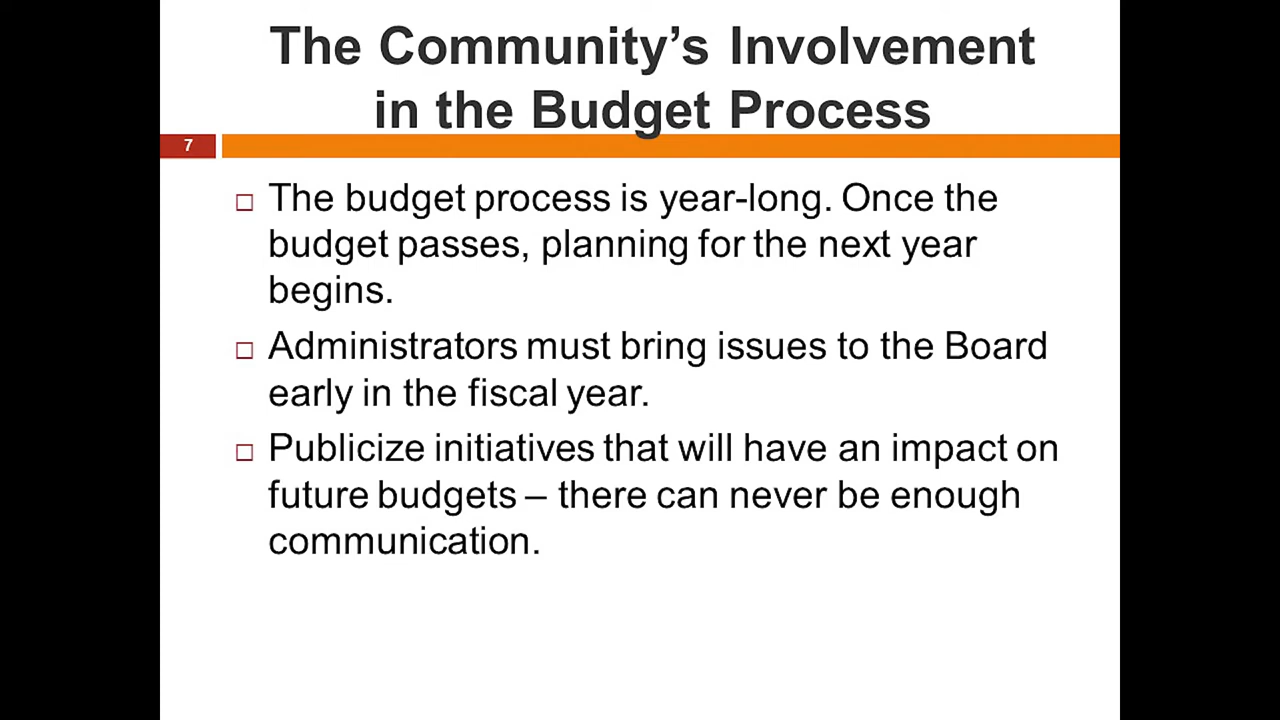 The Community’s Involvement
in the Budget Process
7
The budget process is year-long. Once the
budget passes, planning for the next year
begins.
Administrators must bring issues to the Board
early in the fiscal year.
Publicize initiatives that will have an impact on
future budgets – there can never be enough
communication.